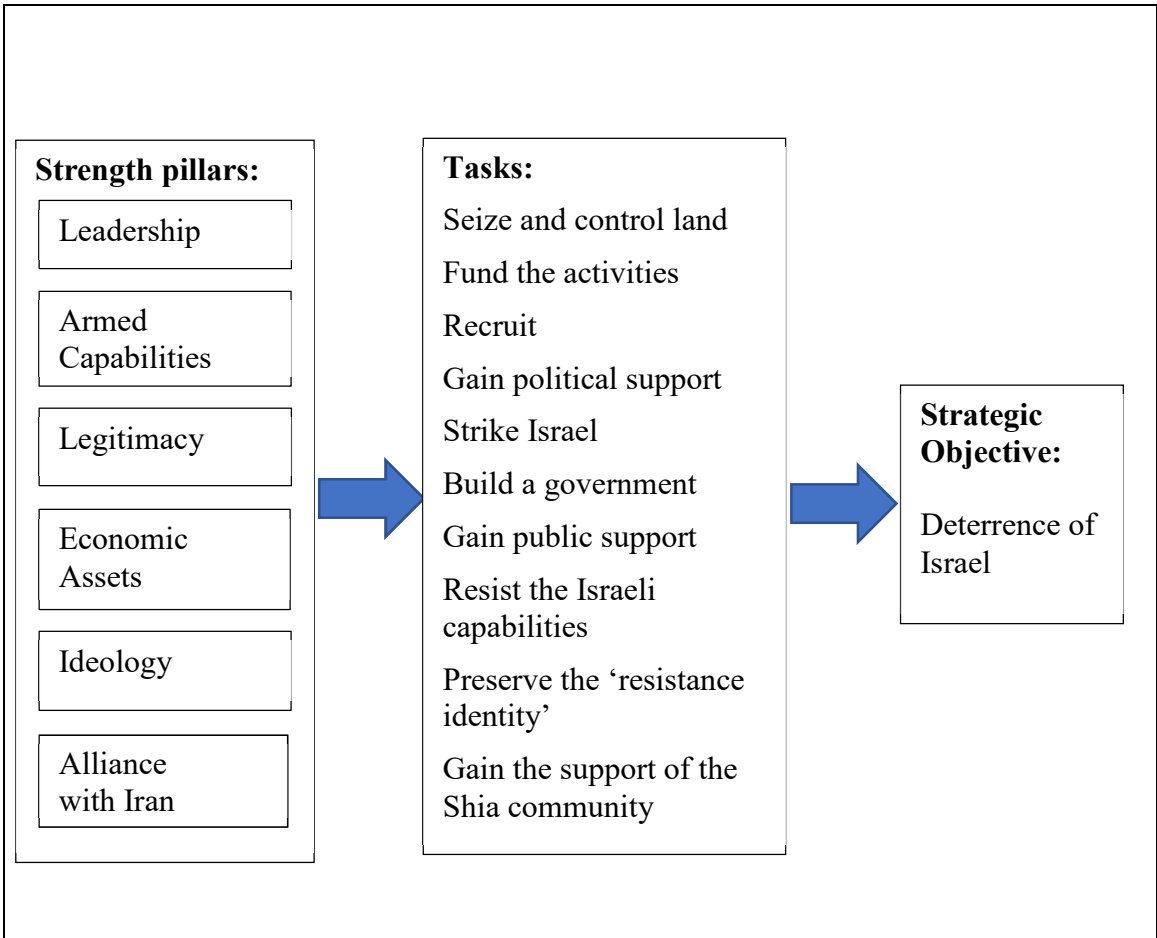 Strength pillars:
Leadership
Armed
Capabilities
Legitimacy
Economic
Assets
Ideology
Alliance
with Iran
Tasks:
Seize and control land
Fund the activities
Recruit
Gain political support
Strike Israel
Build a government
Gain public support
Resist the Israeli
capabilities
Preserve the ‘resistance
identity’
Gain the support of the
Shia community
Strategic
Objective:
Deterrence of
Israel